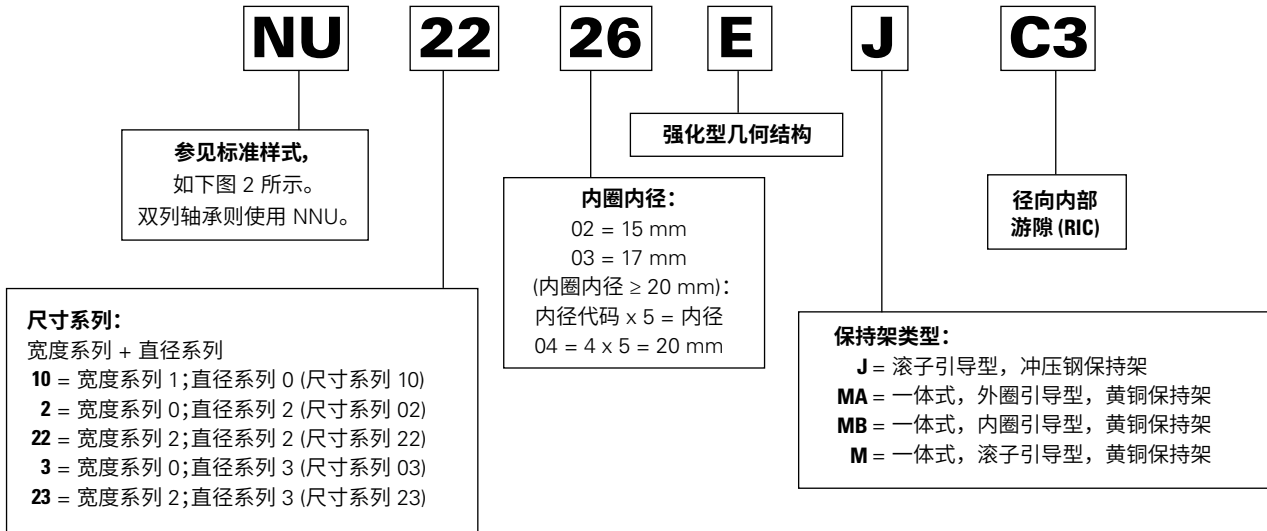 NU 22 26 E J C3
参见标准样式，
如下图 2 所示。
双列轴承则使用 NNU。
强化型几何结构
内圈内径：
02 = 15 mm
03 = 17 mm
(内圈内径 ≥ 20 mm)：
内径代码 x 5 = 内径
04 = 4 x 5 = 20 mm
径向内部
游隙 (RIC)
尺寸系列：
宽度系列 + 直径系列
10 = 宽度系列 1；直径系列 0 (尺寸系列 10)
2 = 宽度系列 0；直径系列 2 (尺寸系列 02)
22 = 宽度系列 2；直径系列 2 (尺寸系列 22)
3 = 宽度系列 0；直径系列 3 (尺寸系列 03)
23 = 宽度系列 2；直径系列 3 (尺寸系列 23)
保持架类型：
J = 滚子引导型，冲压钢保持架
MA = 一体式，外圈引导型，黄铜保持架
MB = 一体式，内圈引导型，黄铜保持架
M = 一体式，滚子引导型，黄铜保持架